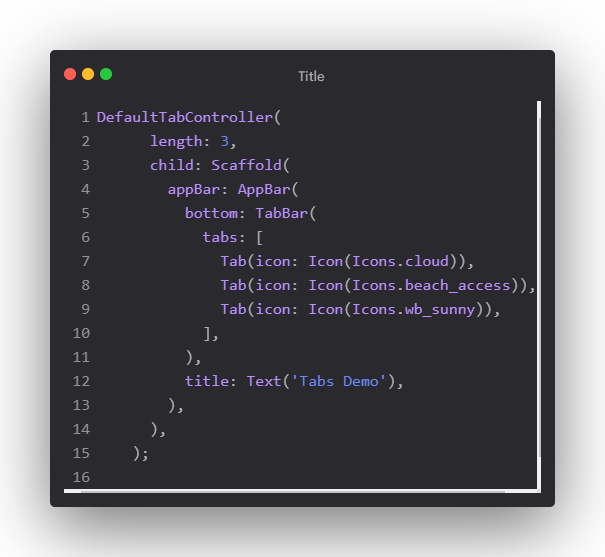 Title
1 DefaultTabController(
2       length: 3,
3       child: Scaffold(
4         appBar: AppBar(
5           bottom: TabBar(
6             tabs: [
7               Tab(icon: Icon(Icons.cloud)),
8               Tab(icon: Icon(Icons.beach_access)),
9               Tab(icon: Icon(Icons.wb_sunny)),
10             ],
11           ),
12           title: Text('Tabs Demo'),
13         ),
14       ),
15     );
16